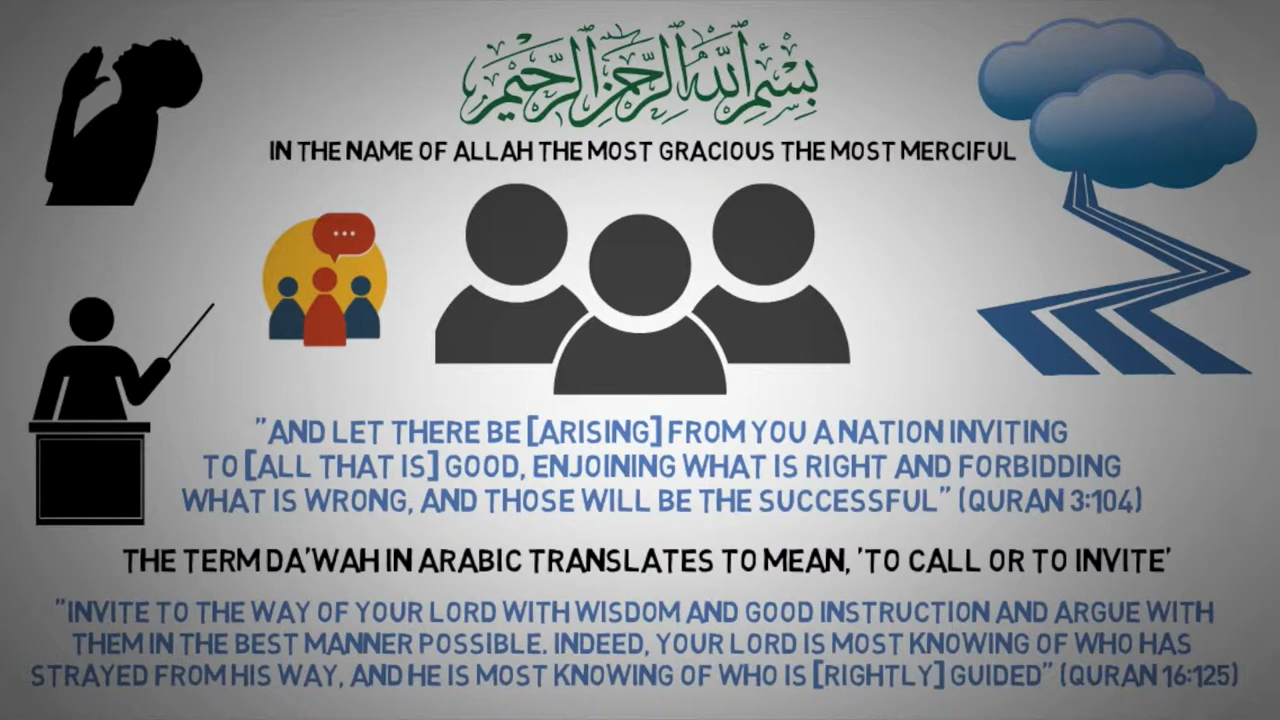 بِسْمِ اللَّهِ الرَّحْمَنِ الرَّحِيمِ
IN THE NAME OF ALLAH THE MOST GRACIOUS THE MOST MERCIFUL
"AND LET THERE BE [ARISING] FROM YOU A NATION INVITING
TO [ALL THAT IS] GOOD, ENJOINING WHAT IS RIGHT AND FORBIDDING
WHAT IS WRONG, AND THOSE WILL BE THE SUCCESSFUL" (QURAN 3:104)
THE TERM DA'WAH IN ARABIC TRANSLATES TO MEAN, 'TO CALL OR TO INVITE'
"INVITE TO THE WAY OF YOUR LORD WITH WISDOM AND GOOD INSTRUCTION AND ARGUE WITH
THEM IN THE BEST MANNER POSSIBLE. INDEED, YOUR LORD IS MOST KNOWING OF WHO HAS
STRAYED FROM HIS WAY, AND HE IS MOST KNOWING OF WHO IS [RIGHTLY] GUIDED" (QURAN 16:125)